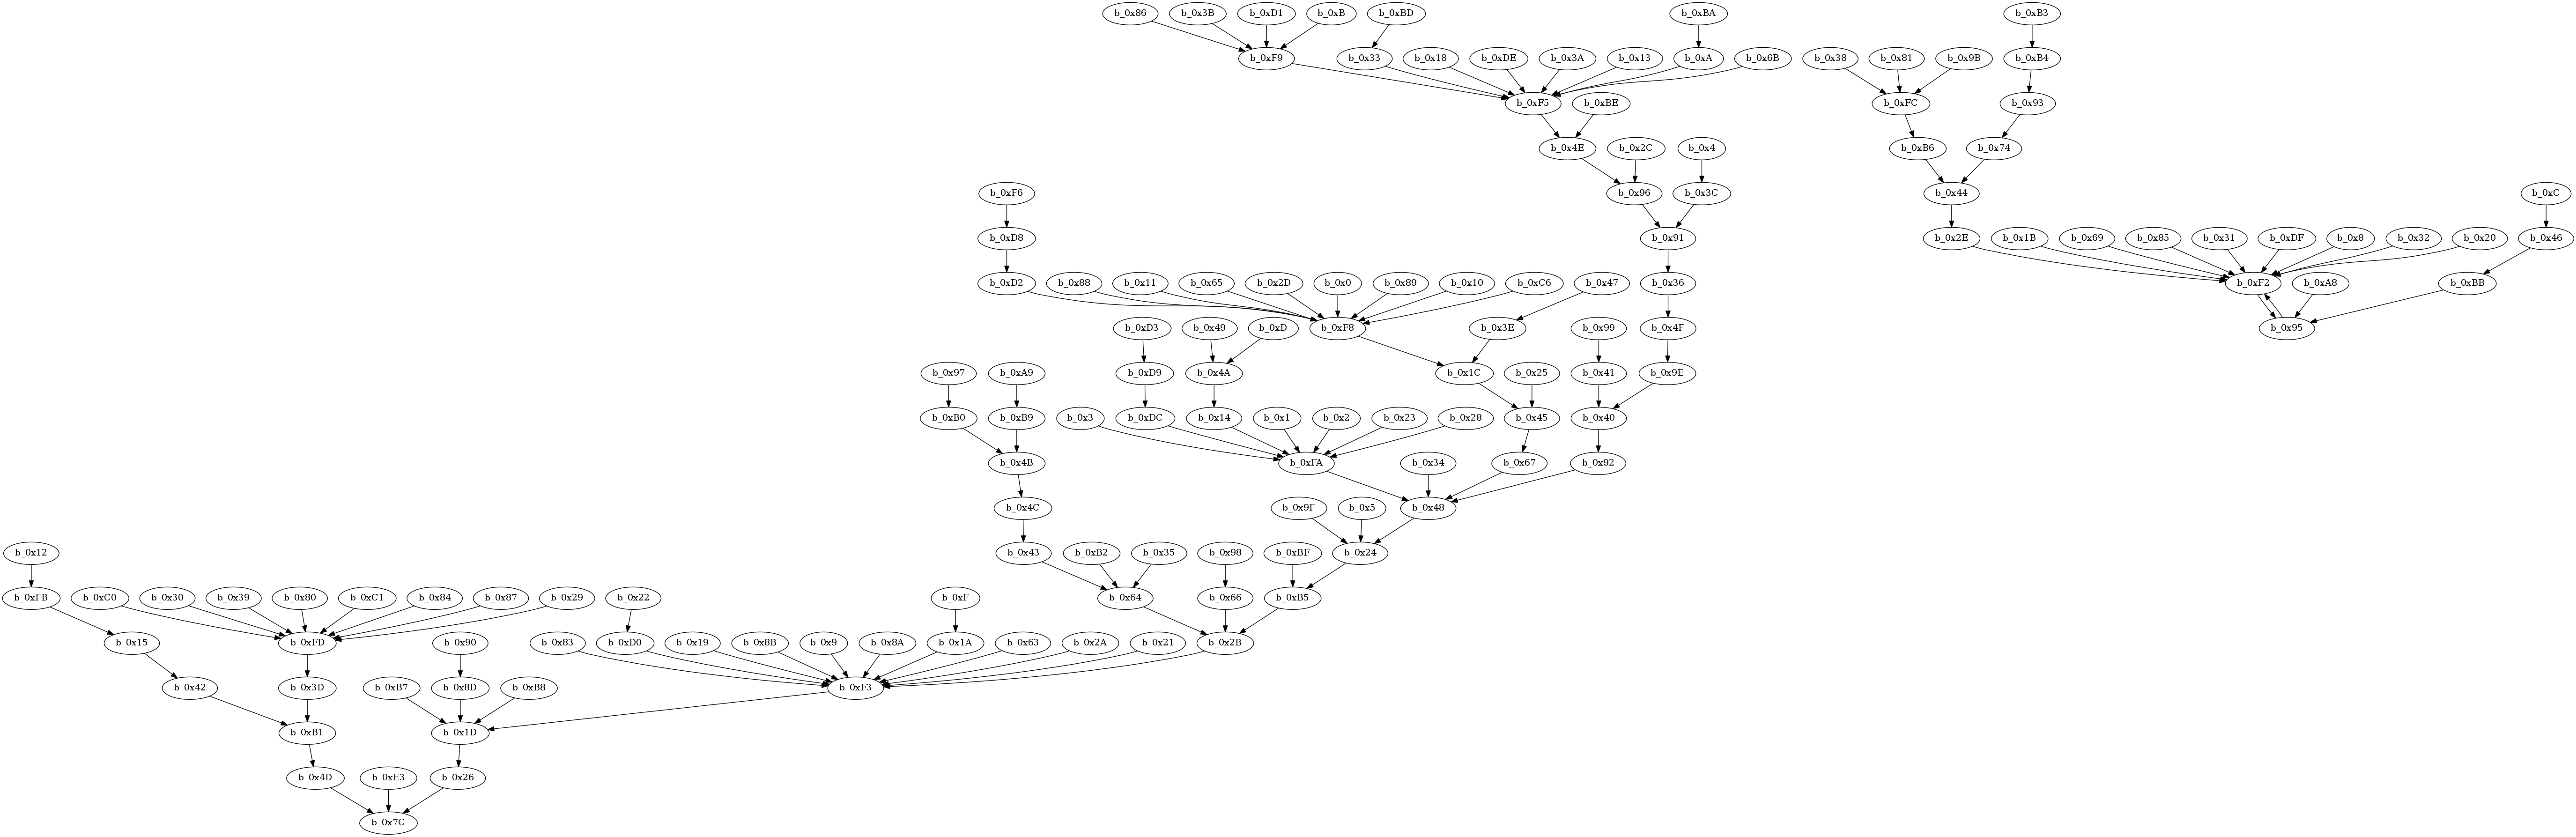 b_0x86 b_0x3B b_0xD1 b_0xB b_0xBD b_0xBA b_0xB3
b_0xF9 b_0x33 b_0x18 b_0xDE b_0x3A b_0x13 b_0xA b_0x6B b_0x38 b_0x81 b_0x9B b_0xB4
b_0xF5 b_0xBE b_0xFC b_0x93
b_0x4E b_0x2C b_0x4 b_0xB6 b_0x74
b_0xF6 b_0x96 b_0x3C b_0x44 b_0xC
b_0xD8 b_0x91 b_0x2E b_0x1B b_0x69 b_0x85 b_0x31 b_0xDF b_0x8 b_0x32 b_0x20 b_0x46
b_0xD2 b_0x88 b_0x11 b_0x65 b_0x2D b_0x0 b_0x89 b_0x10 b_0xC6 b_0x47 b_0x36 b_0xF2 b_0xA8 b_0xBB
b_0xD3 b_0x49 b_0xD b_0xF8 b_0x3E b_0x99 b_0x4F b_0x95
b_0x97 b_0xA9 b_0xD9 b_0x4A b_0x1C b_0x25 b_0x41 b_0x9E
b_0xB0 b_0xB9 b_0x3 b_0xDC b_0x14 b_0x1 b_0x2 b_0x23 b_0x28 b_0x45 b_0x40
b_0x4B b_0xFA b_0x34 b_0x67 b_0x92
b_0x4C b_0x9F b_0x5 b_0x48
b_0x12 b_0x43 b_0xB2 b_0x35 b_0x98 b_0xBF b_0x24
b_0xFB b_0xC0 b_0x30 b_0x39 b_0x80 b_0xC1 b_0x84 b_0x87 b_0x29 b_0x22 b_0xF b_0x64 b_0x66 b_0xB5
b_0x15 b_0xFD b_0x90 b_0x83 b_0xD0 b_0x19 b_0x8B b_0x9 b_0x8A b_0x1A b_0x63 b_0x2A b_0x21 b_0x2B
b_0x42 b_0x3D b_0xB7 b_0x8D b_0xB8 b_0xF3
b_0xB1 b_0x1D
b_0x4D b_0xE3 b_0x26
b_0x7C